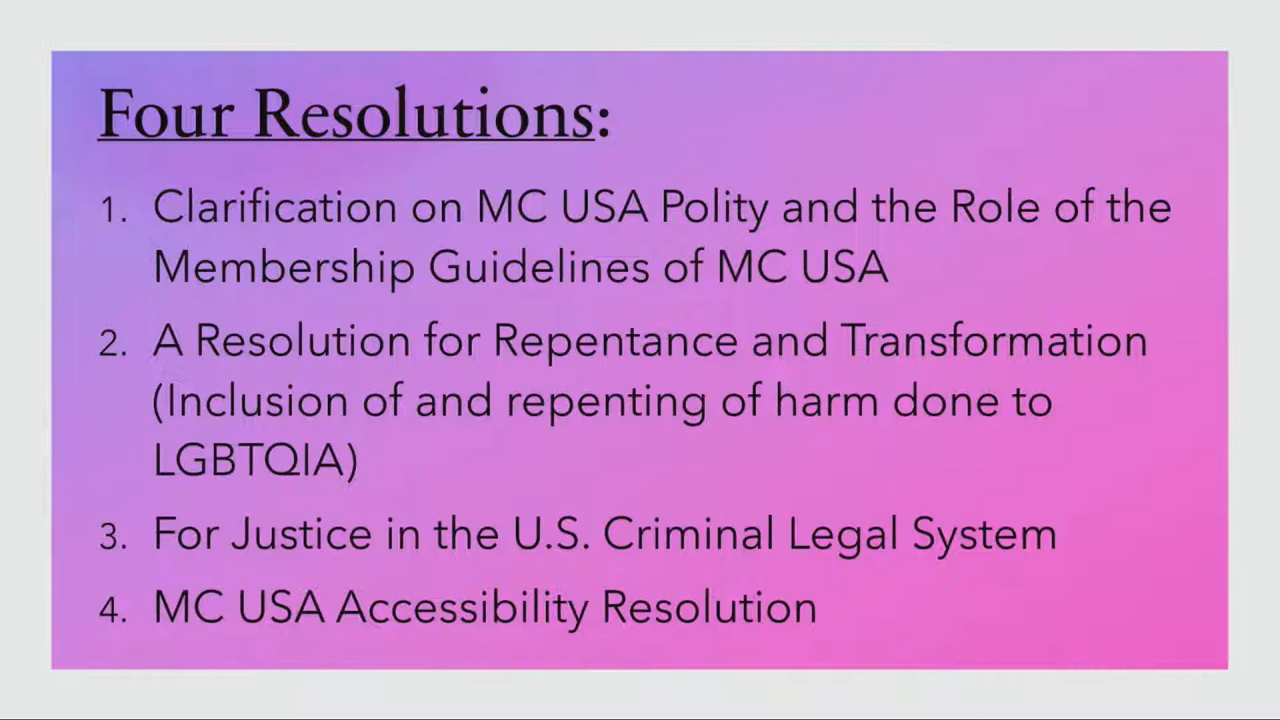 Four Resolutions:
1. Clarification on MC USA Polity and the Role of the
Membership Guidelines of MC USA
2. A Resolution for Repentance and Transformation
(Inclusion of and repenting of harm done to
LGBTQIA)
3. For Justice in the U.S. Criminal Legal System
4. MC USA Accessibility Resolution